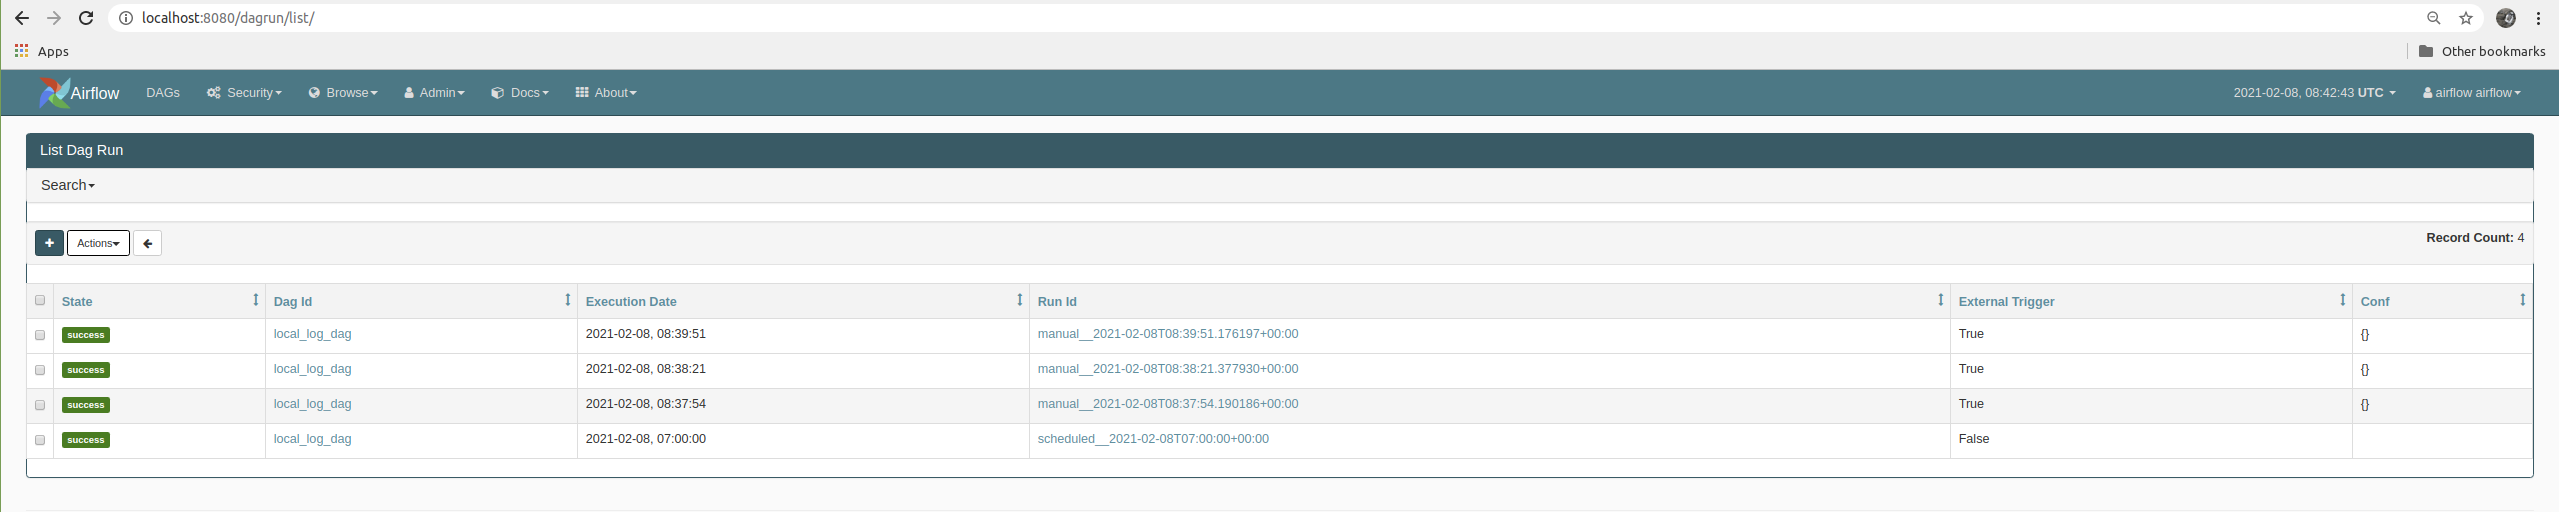 localhost:8080/dagrun/list/
Apps Other bookmarks
Airflow DAGs Security Browse Admin Docs About 2021-02-08, 08:42:43 UTC airflow airflow
List Dag Run
Search
Actions Record Count: 4
State Dag Id Execution Date Run Id External Trigger Conf
success local_log_dag 2021-02-08, 08:39:51 manual__2021-02-08T08:39:51.176197+00:00 True {}
success local_log_dag 2021-02-08, 08:38:21 manual__2021-02-08T08:38:21.377930+00:00 True {}
success local_log_dag 2021-02-08, 08:37:54 manual__2021-02-08T08:37:54.190186+00:00 True {}
success local_log_dag 2021-02-08, 07:00:00 scheduled__2021-02-08T07:00:00+00:00 False